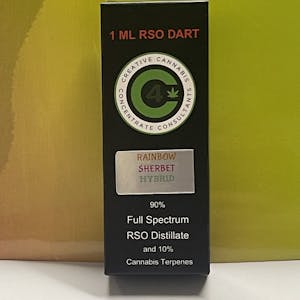 1 ML RSO DART
CREATIVE CANNABIS
CONCENTRATE CONSULTANTS
C4
RAINBOW
SHERBET
HYBRID
90%
Full Spectrum
RSO Distillate
and 10%
Cannabis Terpenes